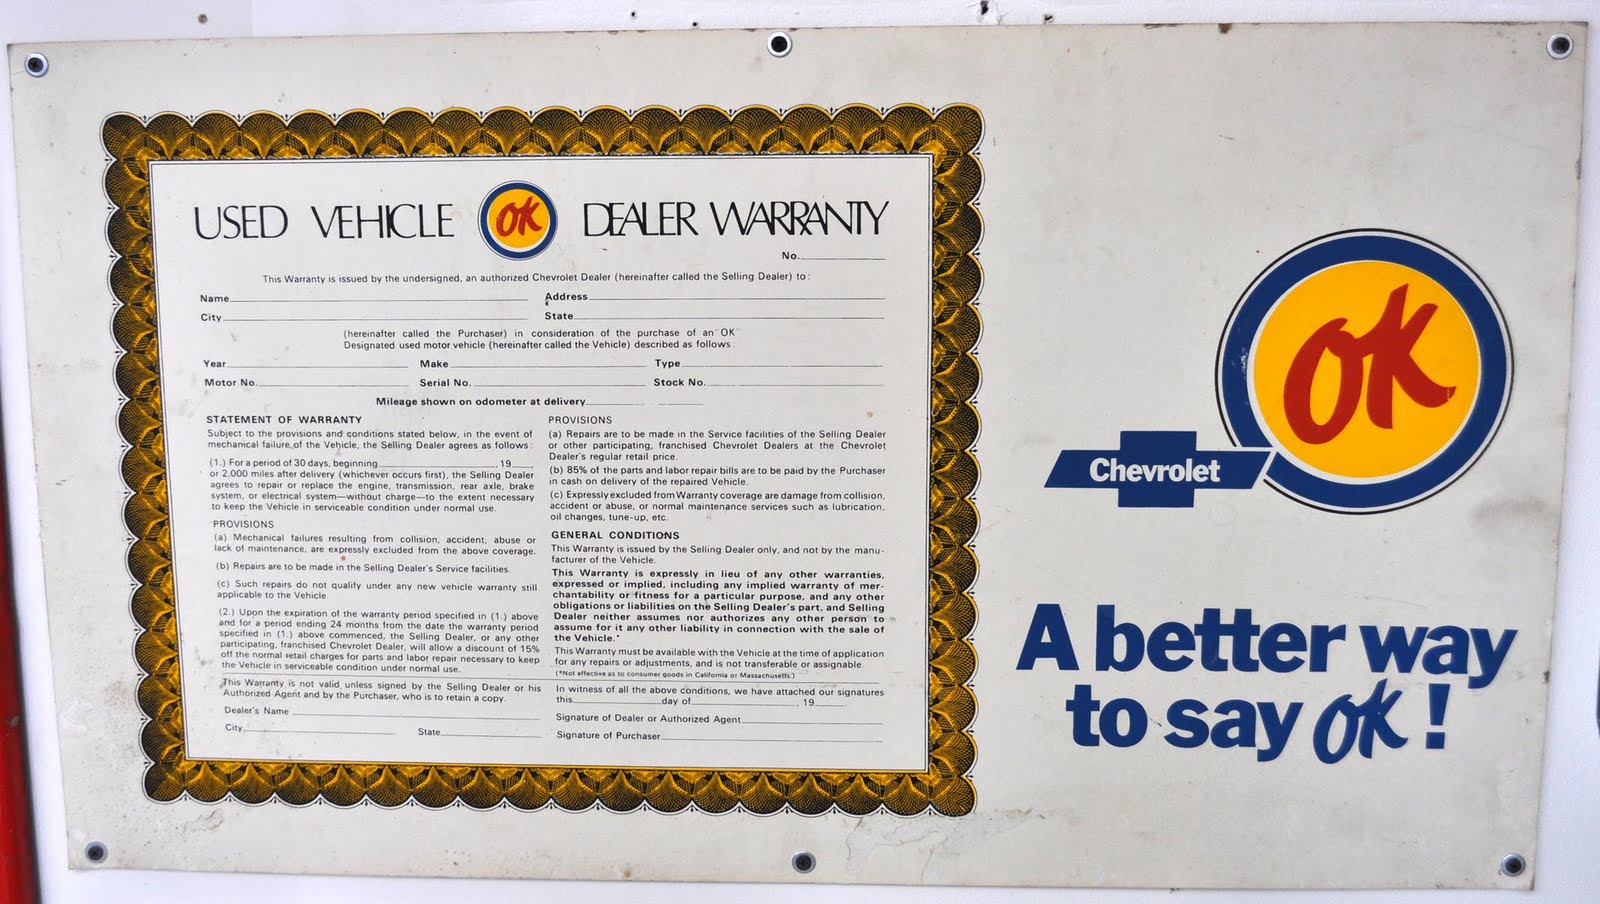 USED VEHICLE OK DEALER WARRANTY
No.
This Warranty is issued by the undersigned, an authorized Chevrolet Dealer (hereinafter called the Selling Dealer) to:
Name Address
City State
(hereinafter called the Purchaser) in consideration of the purchase of an "OK"
Designated used motor vehicle (hereinafter called the Vehicle) described as follows:
Year Make Type
Motor No. Serial No. Stock No.
Mileage shown on odometer at delivery
STATEMENT OF WARRANTY
Subject to the provisions and conditions stated below, in the event of
mechanical failure of the Vehicle, the Selling Dealer agrees as follows:
(1.) For a period of 30 days, beginning , 19
or 2,000 miles after delivery (whichever occurs first), the Selling Dealer
agrees to repair or replace the engine, transmission, rear axle, brake
system, or electrical system—without charge—to the extent necessary
to keep the Vehicle in serviceable condition under normal use.
PROVISIONS
(a) Mechanical failures resulting from collision, accident, abuse or
lack of maintenance, are expressly excluded from the above coverage.
(b) Repairs are to be made in the Selling Dealer's Service facilities.
(c) Such repairs do not qualify under any new vehicle warranty still
applicable to the Vehicle.
(2.) Upon the expiration of the warranty period specified in (1.) above
and for a period ending 24 months from the date the warranty period
specified in (1.) above commenced, the Selling Dealer, or any other
participating, franchised Chevrolet Dealer, will allow a discount of 15%
off the normal retail charges for parts and labor repair necessary to keep
the Vehicle in serviceable condition under normal use.
This Warranty is not valid unless signed by the Selling Dealer or his
Authorized Agent and by the Purchaser, who is to retain a copy.
Dealer's Name
City State
PROVISIONS
(a) Repairs are to be made in the Service facilities of the Selling Dealer
or other participating, franchised Chevrolet Dealers at the Chevrolet
Dealer's regular retail price.
(b) 85% of the parts and labor repair bills are to be paid by the Purchaser
in cash on delivery of the repaired Vehicle.
(c) Expressly excluded from Warranty coverage are damage from collision,
accident or abuse, or normal maintenance services such as lubrication,
oil changes, tune-up, etc.
GENERAL CONDITIONS
This Warranty is issued by the Selling Dealer only, and not by the manu-
facturer of the Vehicle.
This Warranty is expressly in lieu of any other warranties,
expressed or implied, including any implied warranty of mer-
chantability or fitness for a particular purpose, and any other
obligations or liabilities on the Selling Dealer's part, and Selling
Dealer neither assumes nor authorizes any other person to
assume for it any other liability in connection with the sale of
the Vehicle.*
This Warranty must be available with the Vehicle at the time of application
for any repairs or adjustments, and is not transferable or assignable.
(*Not effective as to consumer goods in California or Massachusetts.)
In witness of all the above conditions, we have attached our signatures
this day of , 19 .
Signature of Dealer or Authorized Agent
Signature of Purchaser
OK
Chevrolet
A better way
to say OK!